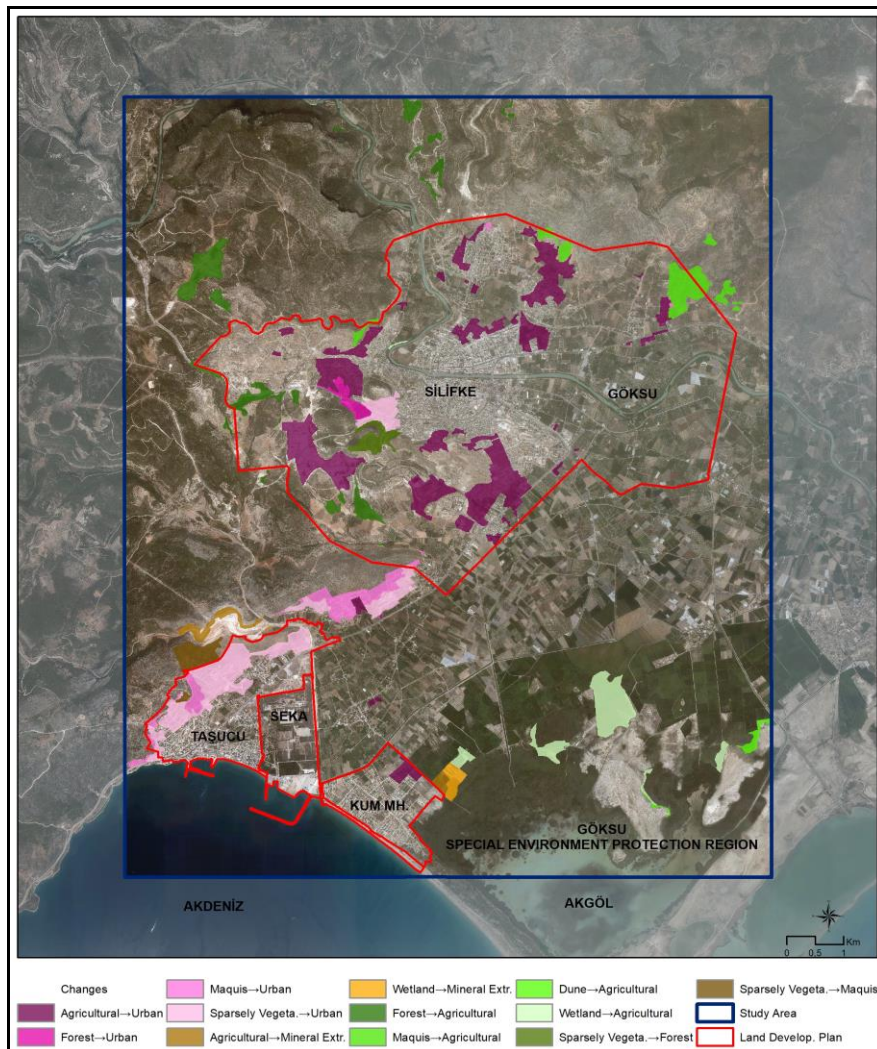 SİLİFKE
GÖKSU
SEKA
TAŞUCU
KUM MH.
GÖKSU
SPECIAL ENVIRONMENT PROTECTION REGION
AKDENİZ
AKGÖL
Km
0 0.5 1
Changes
Agricultural→Urban
Forest→Urban
Maquis→Urban
Sparsely Vegeta.→Urban
Agricultural→Mineral Extr.
Wetland→Mineral Extr.
Forest→Agricultural
Maquis→Agricultural
Dune→Agricultural
Wetland→Agricultural
Sparsely Vegeta.→Forest
Sparsely Vegeta.→Maquis
Study Area
Land Develop. Plan